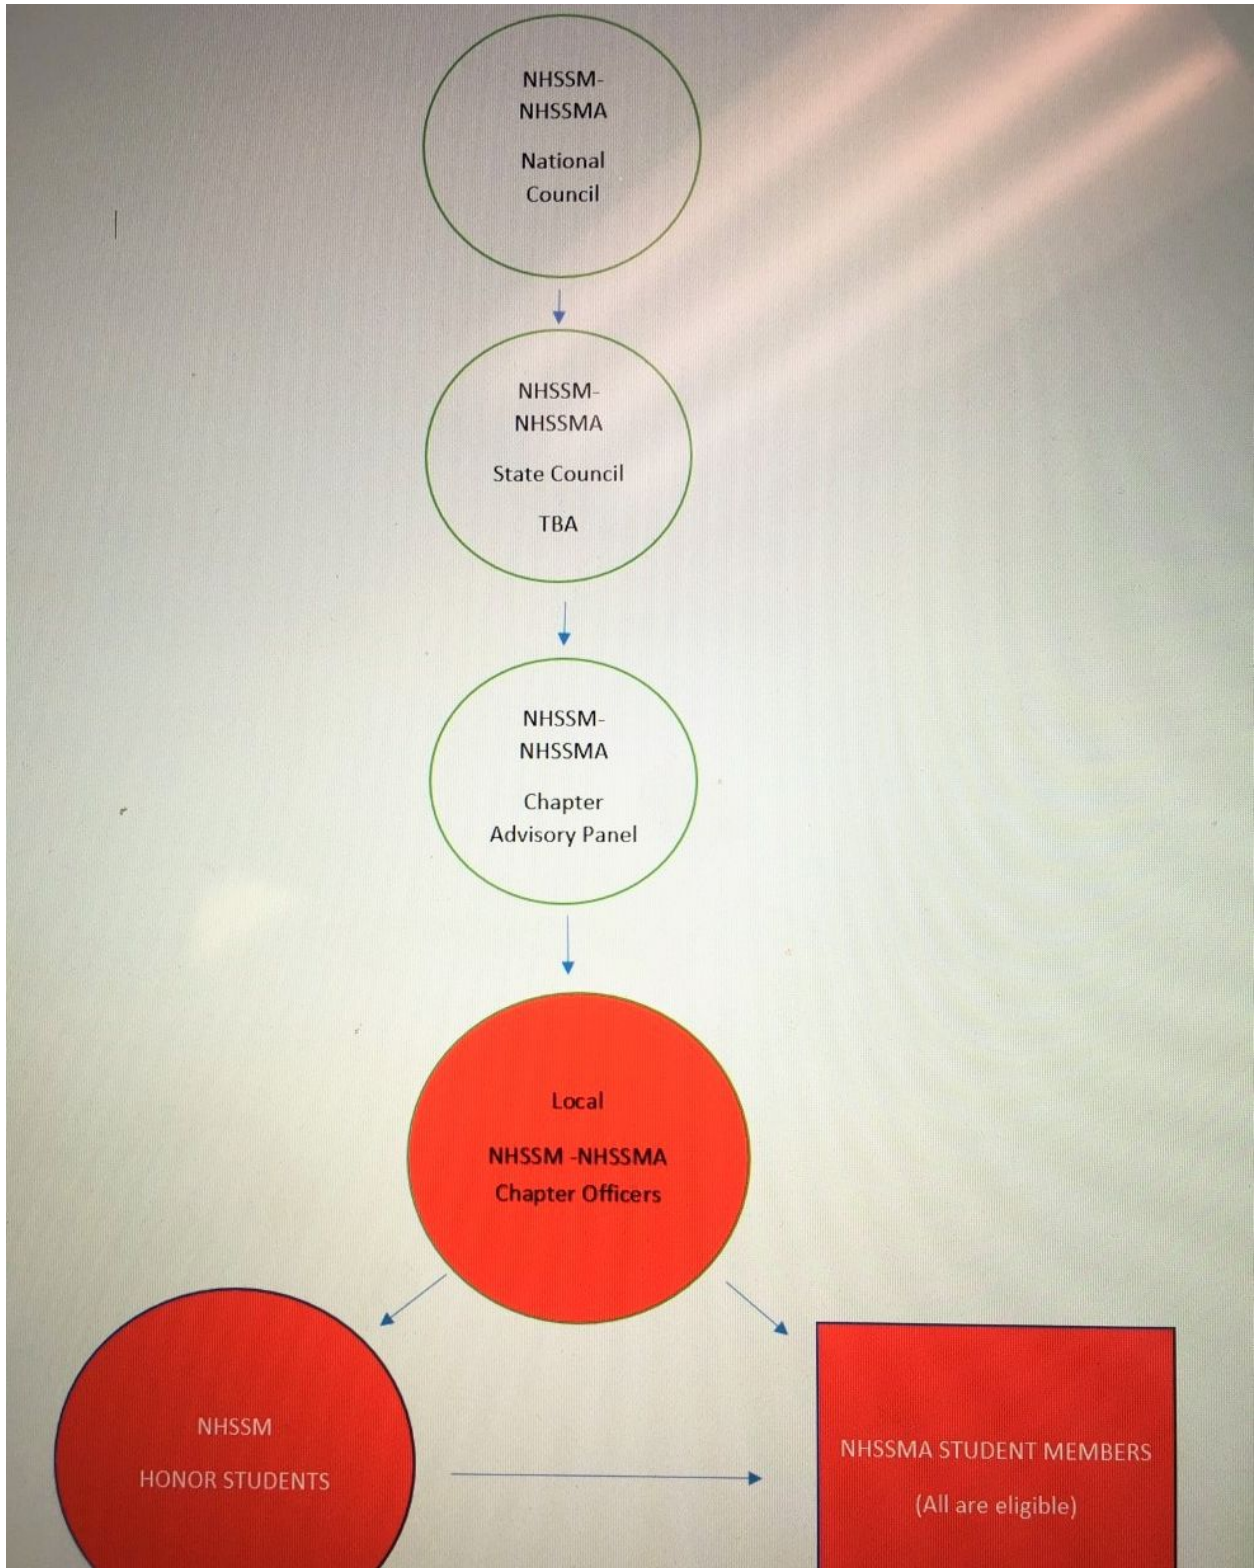 NHSSM-
NHSSMA
National
Council
NHSSM-
NHSSMA
State Council
TBA
NHSSM-
NHSSMA
Chapter
Advisory Panel
Local
NHSSM -NHSSMA
Chapter Officers
NHSSM
HONOR STUDENTS
NHSSMA STUDENT MEMBERS
(All are eligible)